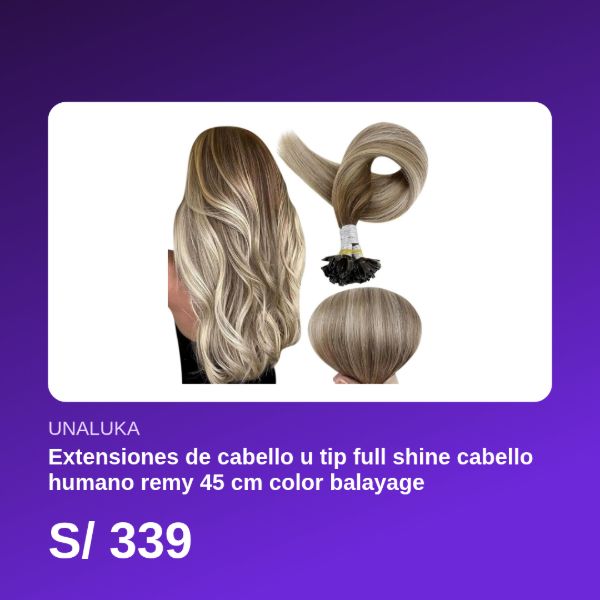 UNALUKA
Extensiones de cabello u tip full shine cabello
humano remy 45 cm color balayage
S/ 339